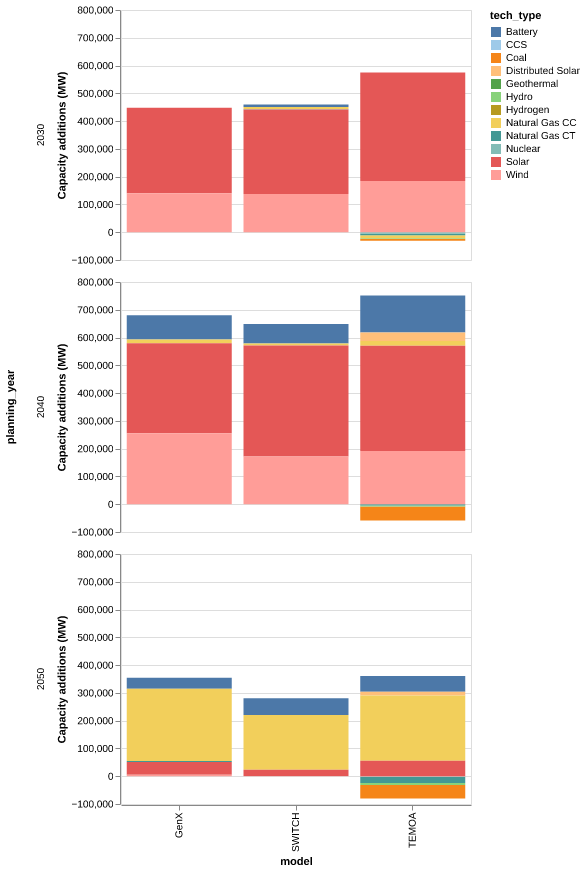 800,000
700,000
600,000
500,000
400,000
300,000
200,000
100,000
0
−100,000
Capacity additions (MW)
2030
800,000
700,000
600,000
500,000
400,000
300,000
200,000
100,000
0
−100,000
Capacity additions (MW)
2040
planning_year
800,000
700,000
600,000
500,000
400,000
300,000
200,000
100,000
0
−100,000
Capacity additions (MW)
2050
GenX
SWITCH
TEMOA
model
tech_type
Battery
CCS
Coal
Distributed Solar
Geothermal
Hydro
Hydrogen
Natural Gas CC
Natural Gas CT
Nuclear
Solar
Wind